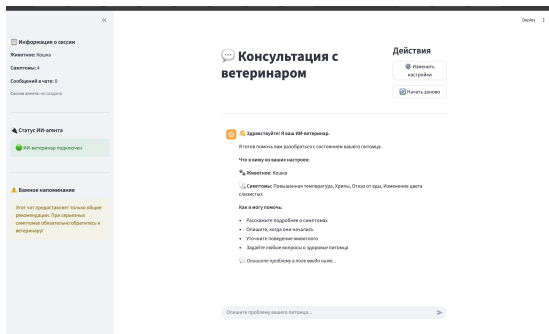 Deploy
Информация о сессии
Животное: Кошка
Симптомы: 4
Сообщений в чате: 0
Сессия агента: не создана
Статус ИИ-агента
ИИ-ветеринар подключен
Важное напоминание
Этот чат предоставляет только общие
рекомендации. При серьезных
симптомах обязательно обратитесь к
ветеринару!
Консультация с
ветеринаром
Действия
Изменить
настройки
Начать заново
Здравствуйте! Я ваш ИИ-ветеринар.
Я готов помочь вам разобраться с состоянием вашего питомца.
Что я вижу из ваших настроек:
Животное: Кошка
Симптомы: Повышенная температура, Хрипы, Отказ от еды, Изменение цвета
слизистых
Как я могу помочь:
• Расскажите подробнее о симптомах
• Опишите, когда они начались
• Уточните поведение животного
• Задайте любые вопросы о здоровье питомца
Опишите проблему в поле ввода ниже...
Опишите проблему вашего питомца...